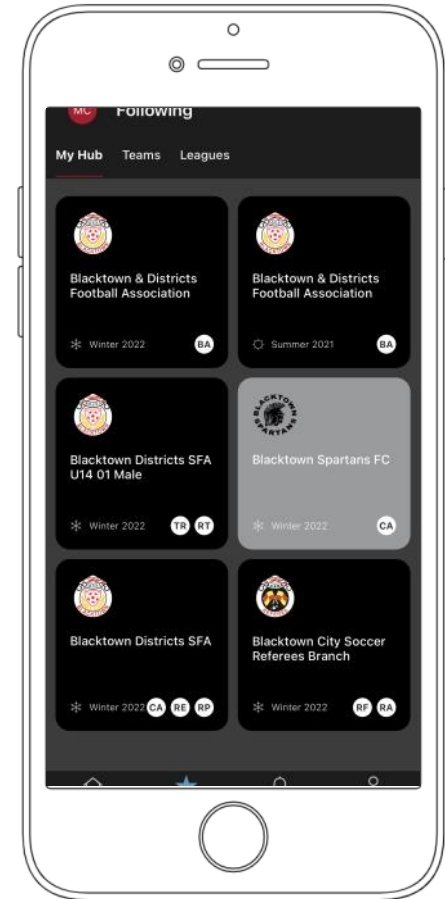 MC Following
My Hub Teams Leagues
Blacktown & Districts
Football Association
Winter 2022 BA
Blacktown & Districts
Football Association
Summer 2021 BA
Blacktown Districts SFA
U14 01 Male
Winter 2022 TR RT
BLACKTOWN
SPARTANS
Blacktown Spartans FC
Winter 2022 CA
Blacktown Districts SFA
Winter 2022 CA RE RP
Blacktown City Soccer
Referees Branch
Winter 2022 RF RA